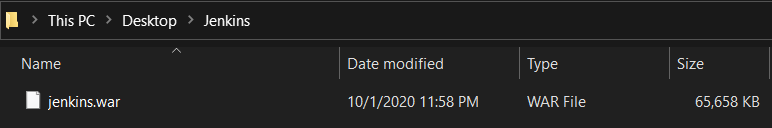 This PC > Desktop > Jenkins
Name Date modified Type Size
jenkins.war 10/1/2020 11:58 PM WAR File 65,658 KB